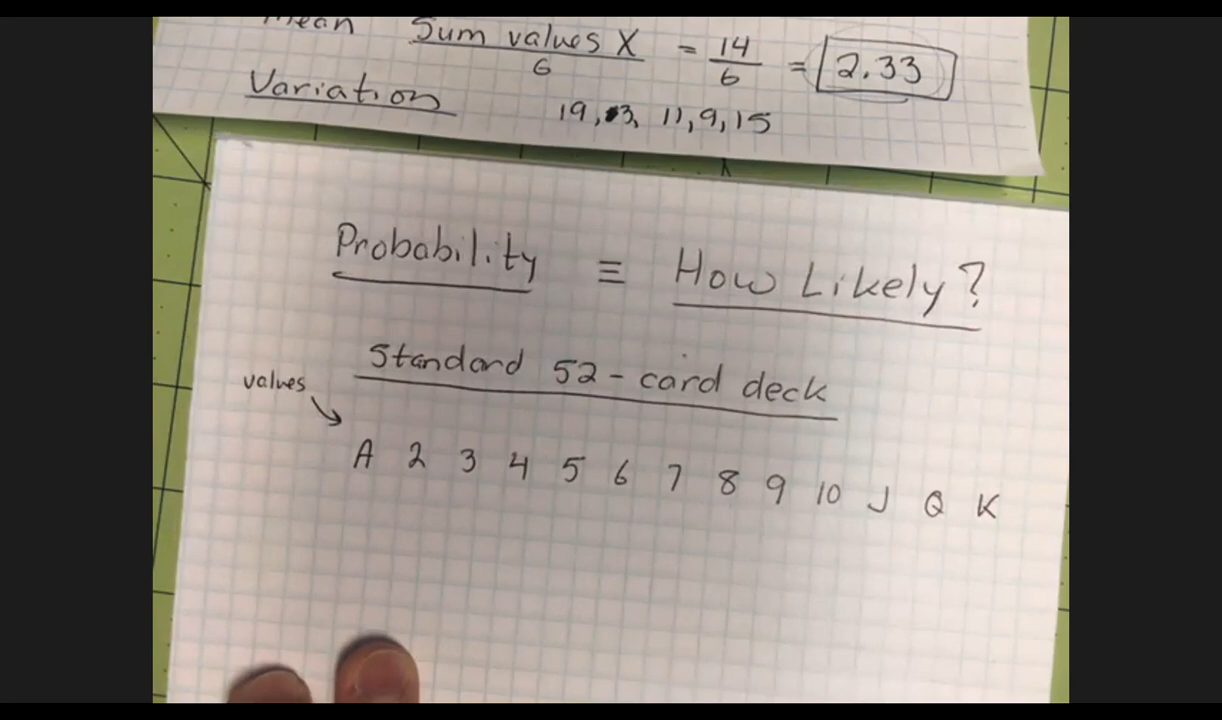 Mean Sum values X = 14 = 2.33
6 6
Variation 19, 3, 11, 9, 15
Probability ≡ How Likely?
Standard 52-card deck
values
A 2 3 4 5 6 7 8 9 10 J Q K